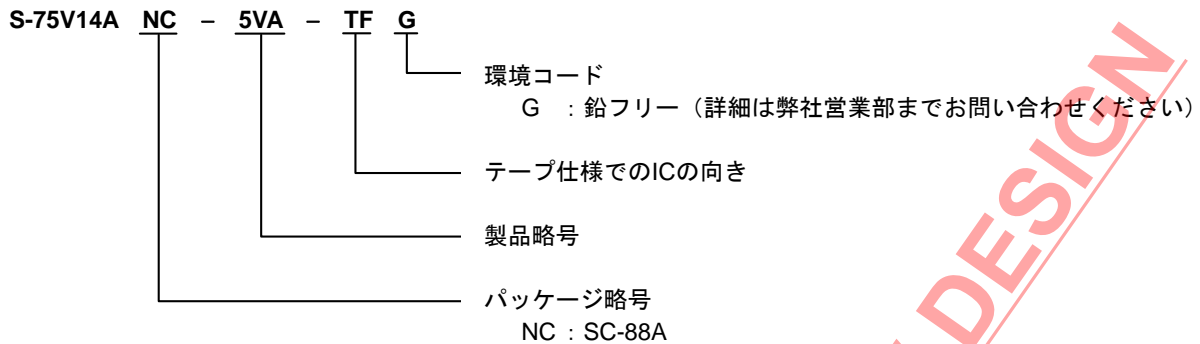 S-75V14A NC – 5VA – TF G
環境コード
G : 鉛フリー（詳細は弊社営業部までお問い合わせください）
テープ仕様でのICの向き
製品略号
パッケージ略号
NC : SC-88A
DESIGN